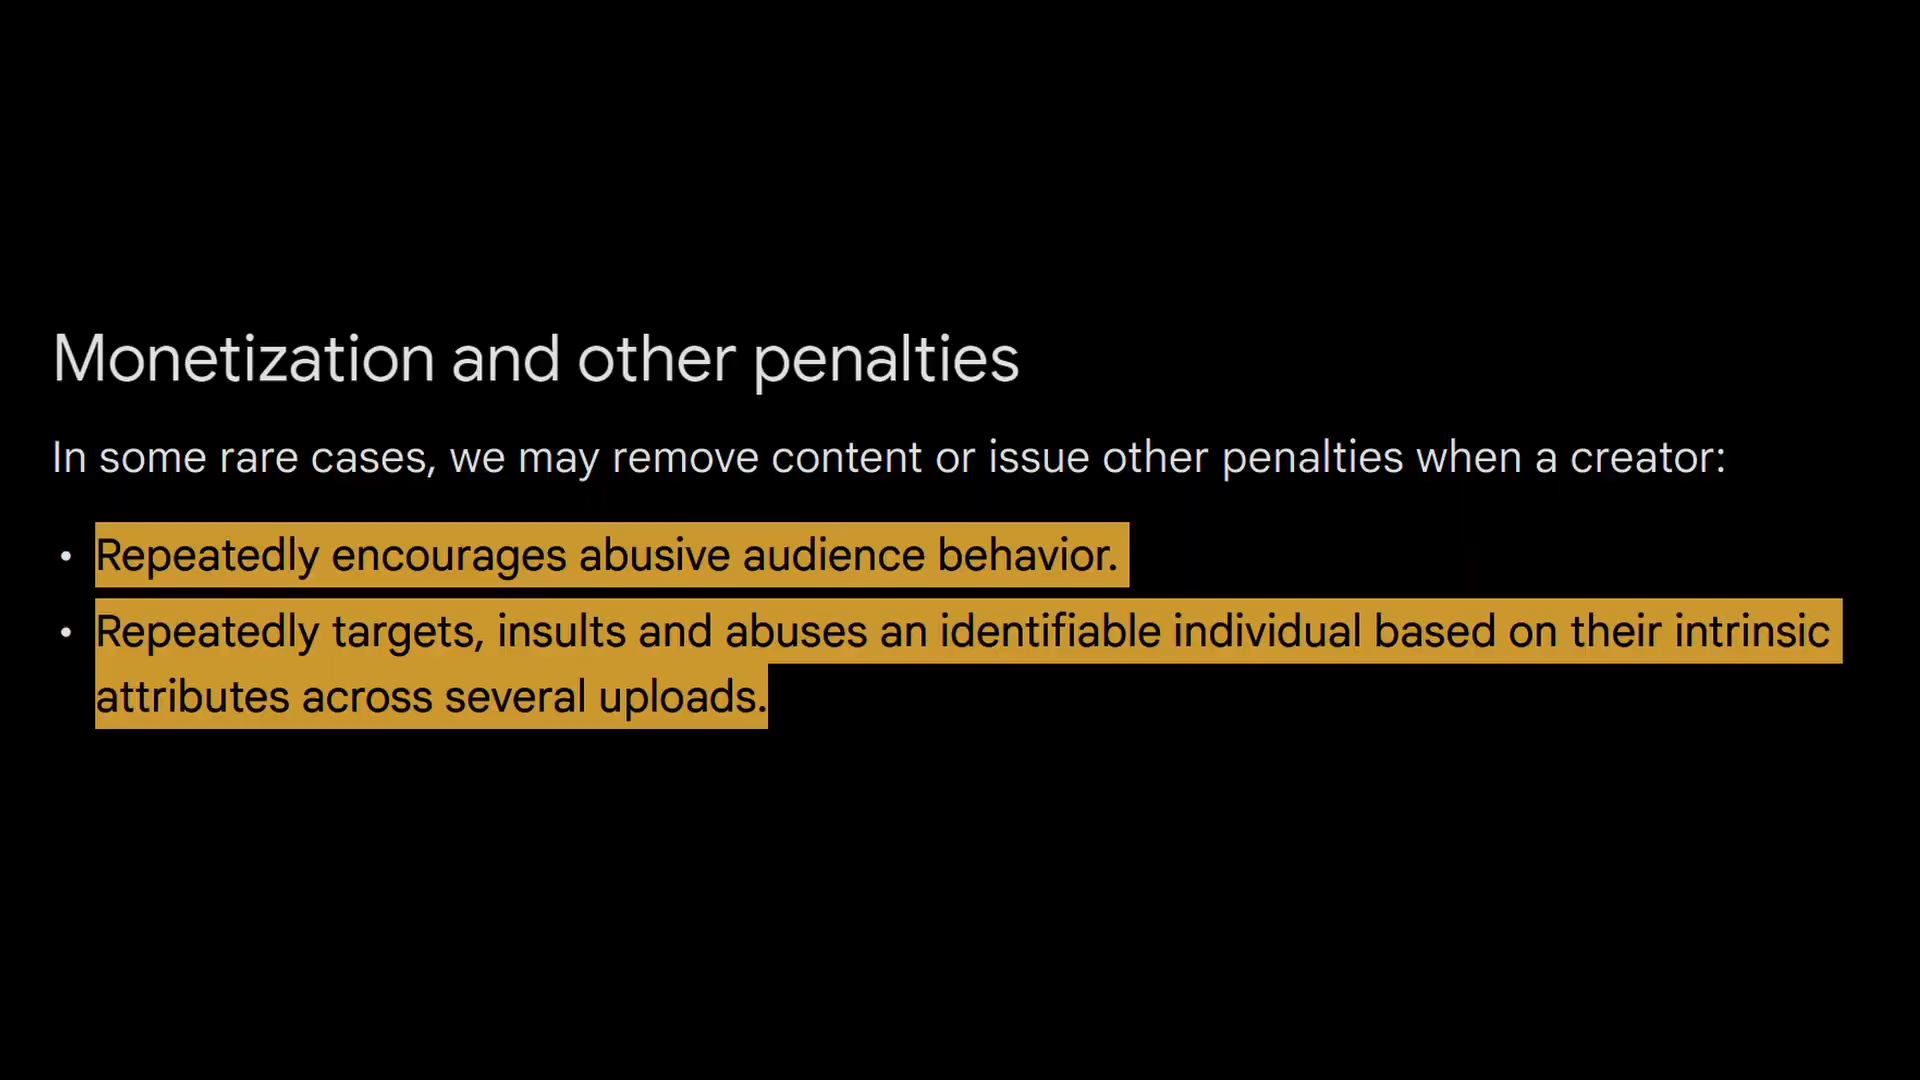 Monetization and other penalties
In some rare cases, we may remove content or issue other penalties when a creator:
• Repeatedly encourages abusive audience behavior.
• Repeatedly targets, insults and abuses an identifiable individual based on their intrinsic
attributes across several uploads.